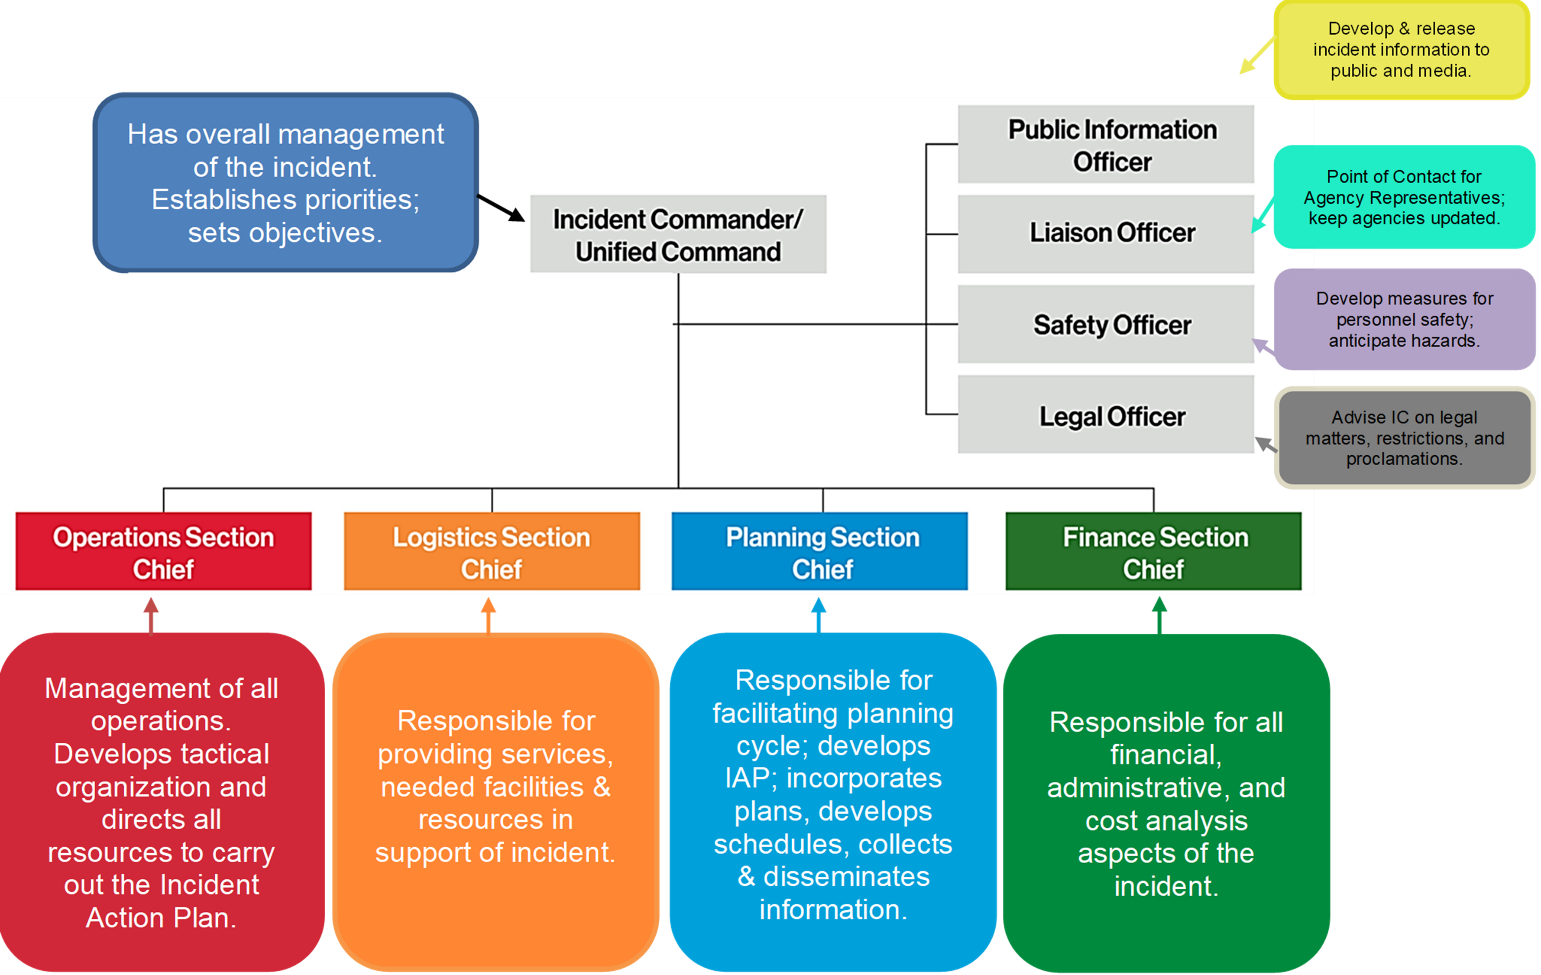 Develop & release
incident information to
public and media.
Has overall management
of the incident.
Establishes priorities;
sets objectives.
Public Information
Officer
Point of Contact for
Agency Representatives;
keep agencies updated.
Incident Commander/
Unified Command
Liaison Officer
Develop measures for
personnel safety;
anticipate hazards.
Safety Officer
Legal Officer
Advise IC on legal
matters, restrictions, and
proclamations.
Operations Section
Chief
Logistics Section
Chief
Planning Section
Chief
Finance Section
Chief
Management of all
operations.
Develops tactical
organization and
directs all
resources to carry
out the Incident
Action Plan.
Responsible for
providing services,
needed facilities &
resources in
support of incident.
Responsible for
facilitating planning
cycle; develops
IAP; incorporates
plans, develops
schedules, collects
& disseminates
information.
Responsible for all
financial,
administrative, and
cost analysis
aspects of the
incident.